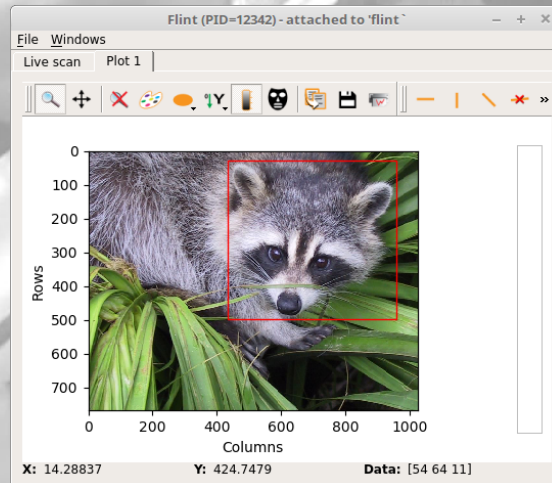 Flint (PID=12342) - attached to 'flint`
File Windows
Live scan Plot 1
Y »
0
100
200
300
400
500
600
700
Rows
0 200 400 600 800 1000
Columns
X: 14.28837 Y: 424.7479 Data: [54 64 11]